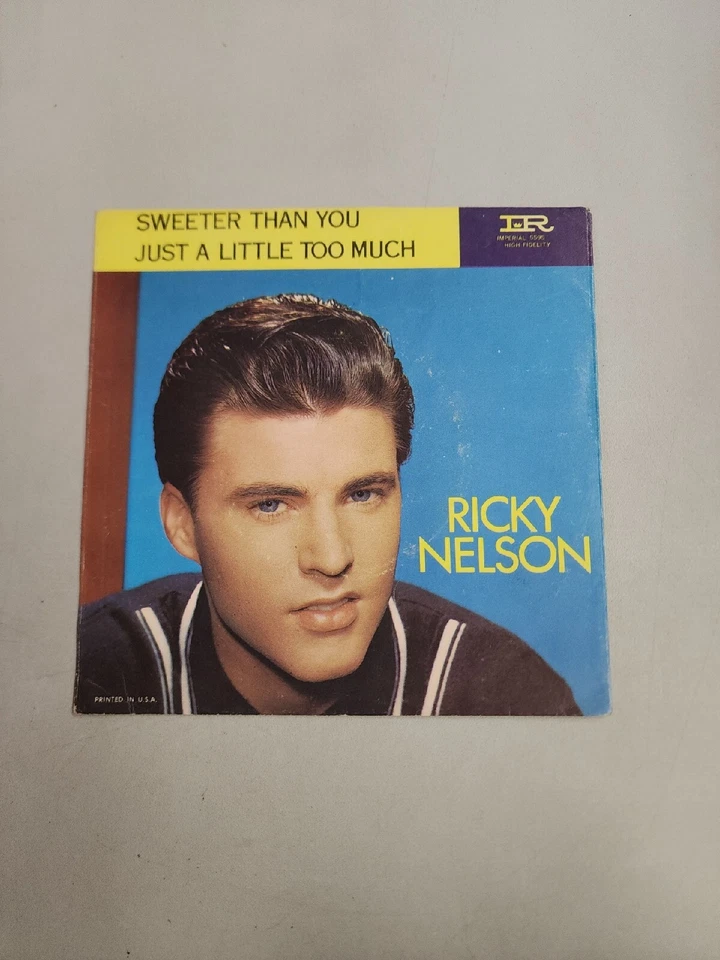 SWEETER THAN YOU
JUST A LITTLE TOO MUCH
IR
IMPERIAL 5595
HIGH FIDELITY
RICKY
NELSON
PRINTED IN U.S.A.